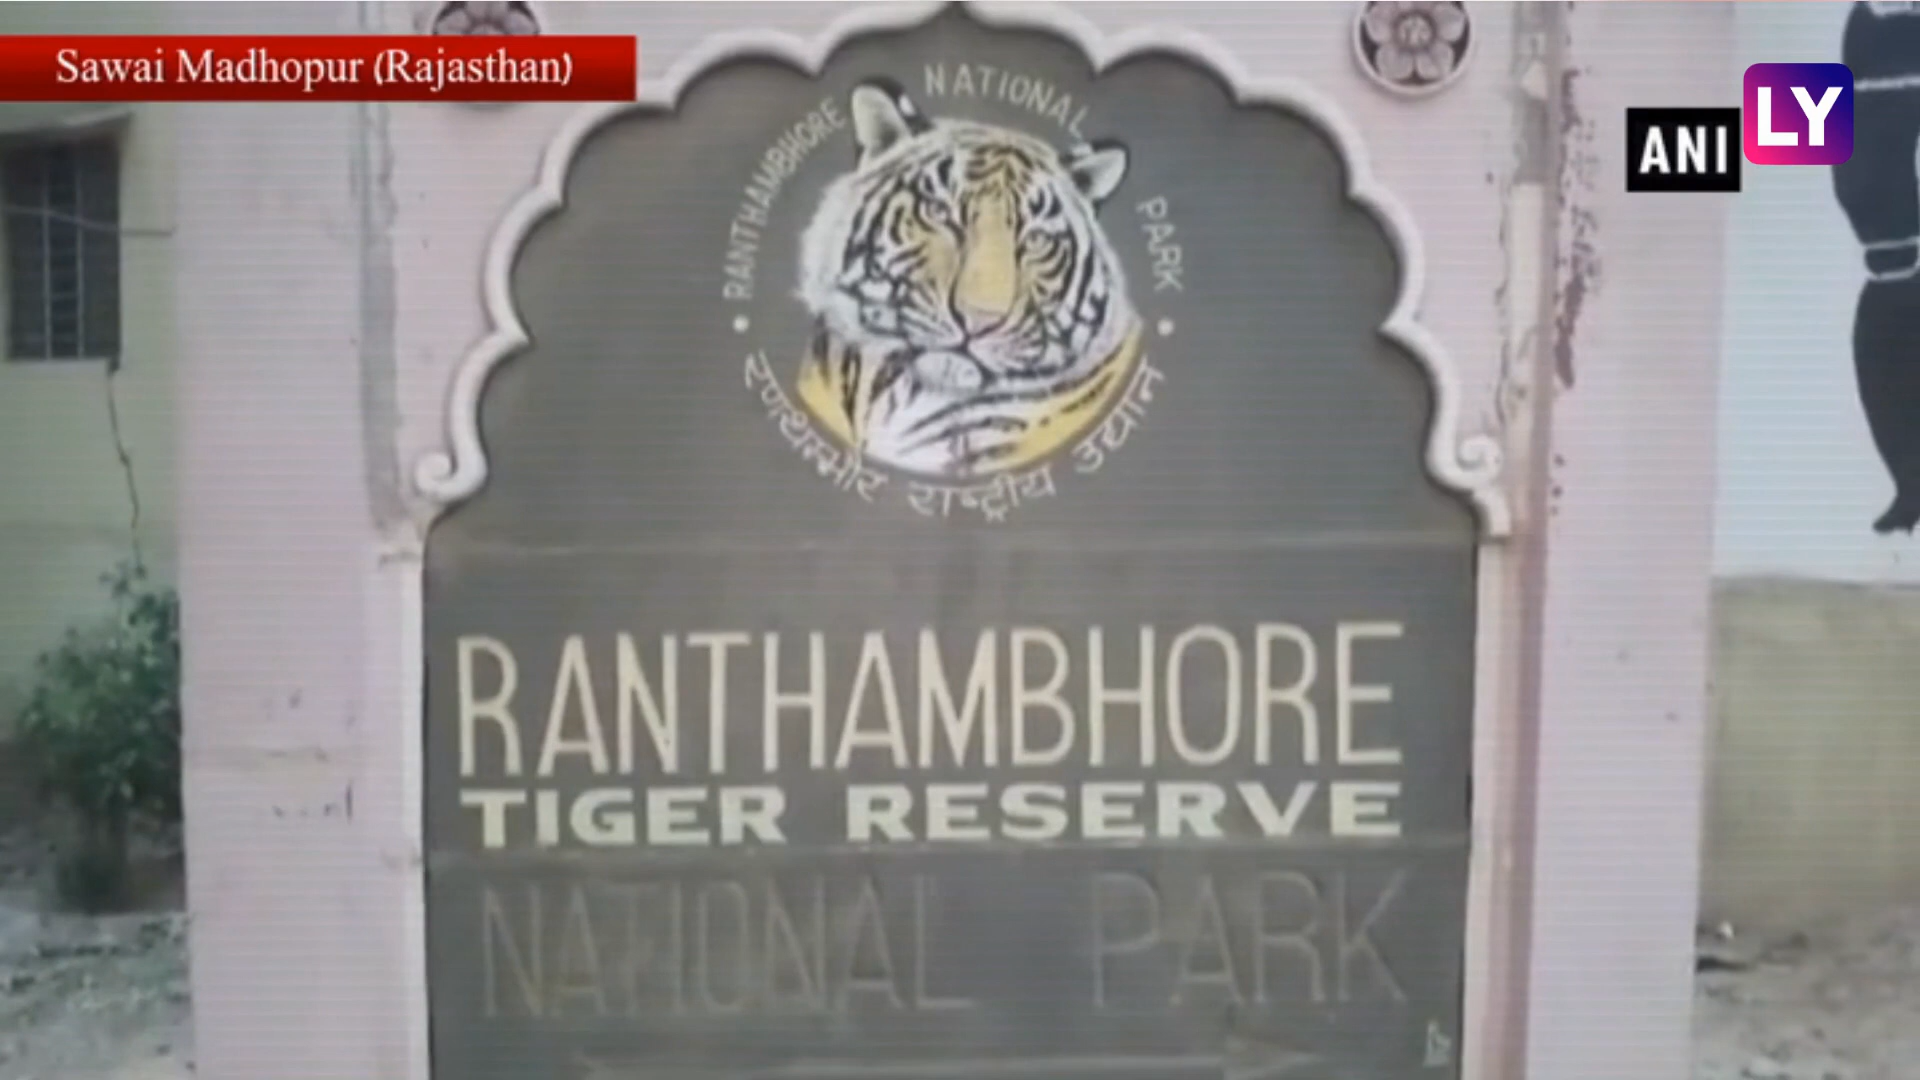 Sawai Madhopur (Rajasthan)
ANI LY
RANTHAMBHORE NATIONAL PARK
रणथम्भौर राष्ट्रीय उद्यान
RANTHAMBHORE
TIGER RESERVE
NATIONAL PARK